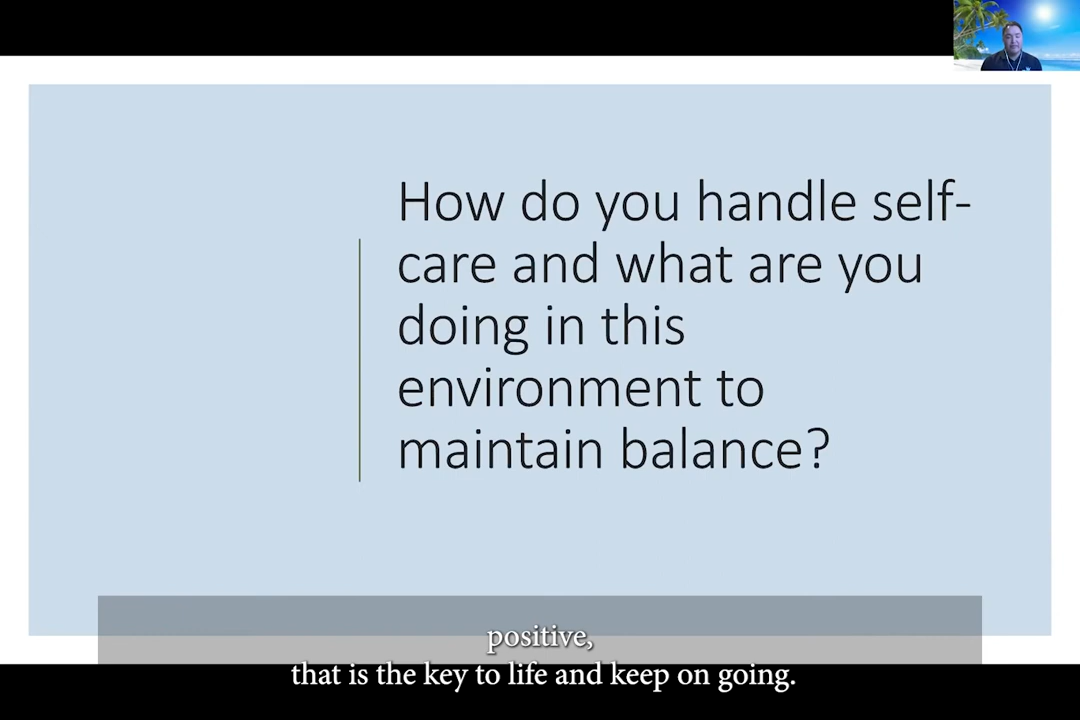 How do you handle self-
care and what are you
doing in this
environment to
maintain balance?
positive,
that is the key to life and keep on going.